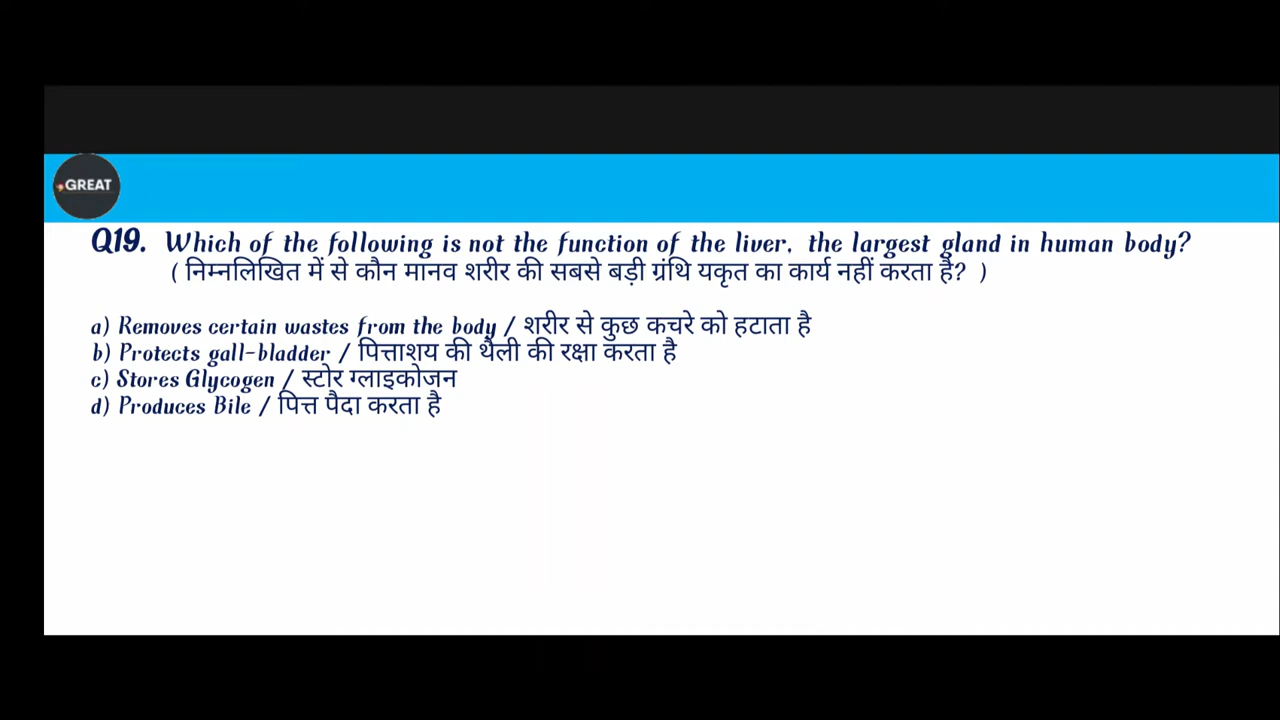 GREAT
Q19. Which of the following is not the function of the liver, the largest gland in human body?
( निम्नलिखित में से कौन मानव शरीर की सबसे बड़ी ग्रंथि यकृत का कार्य नहीं करता है? )
a) Removes certain wastes from the body / शरीर से कुछ कचरे को हटाता है
b) Protects gall-bladder / पित्ताशय की थैली की रक्षा करता है
c) Stores Glycogen / स्टोर ग्लाइकोजन
d) Produces Bile / पित्त पैदा करता है